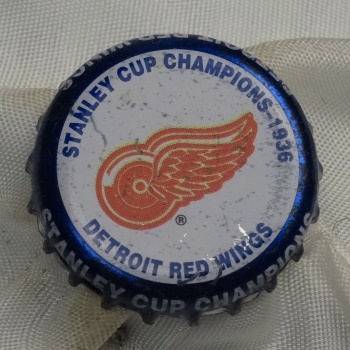 STANLEY CUP CHAMPIONS-1936
®
DETROIT RED WINGS
STANLEY CUP CHAMPIONS